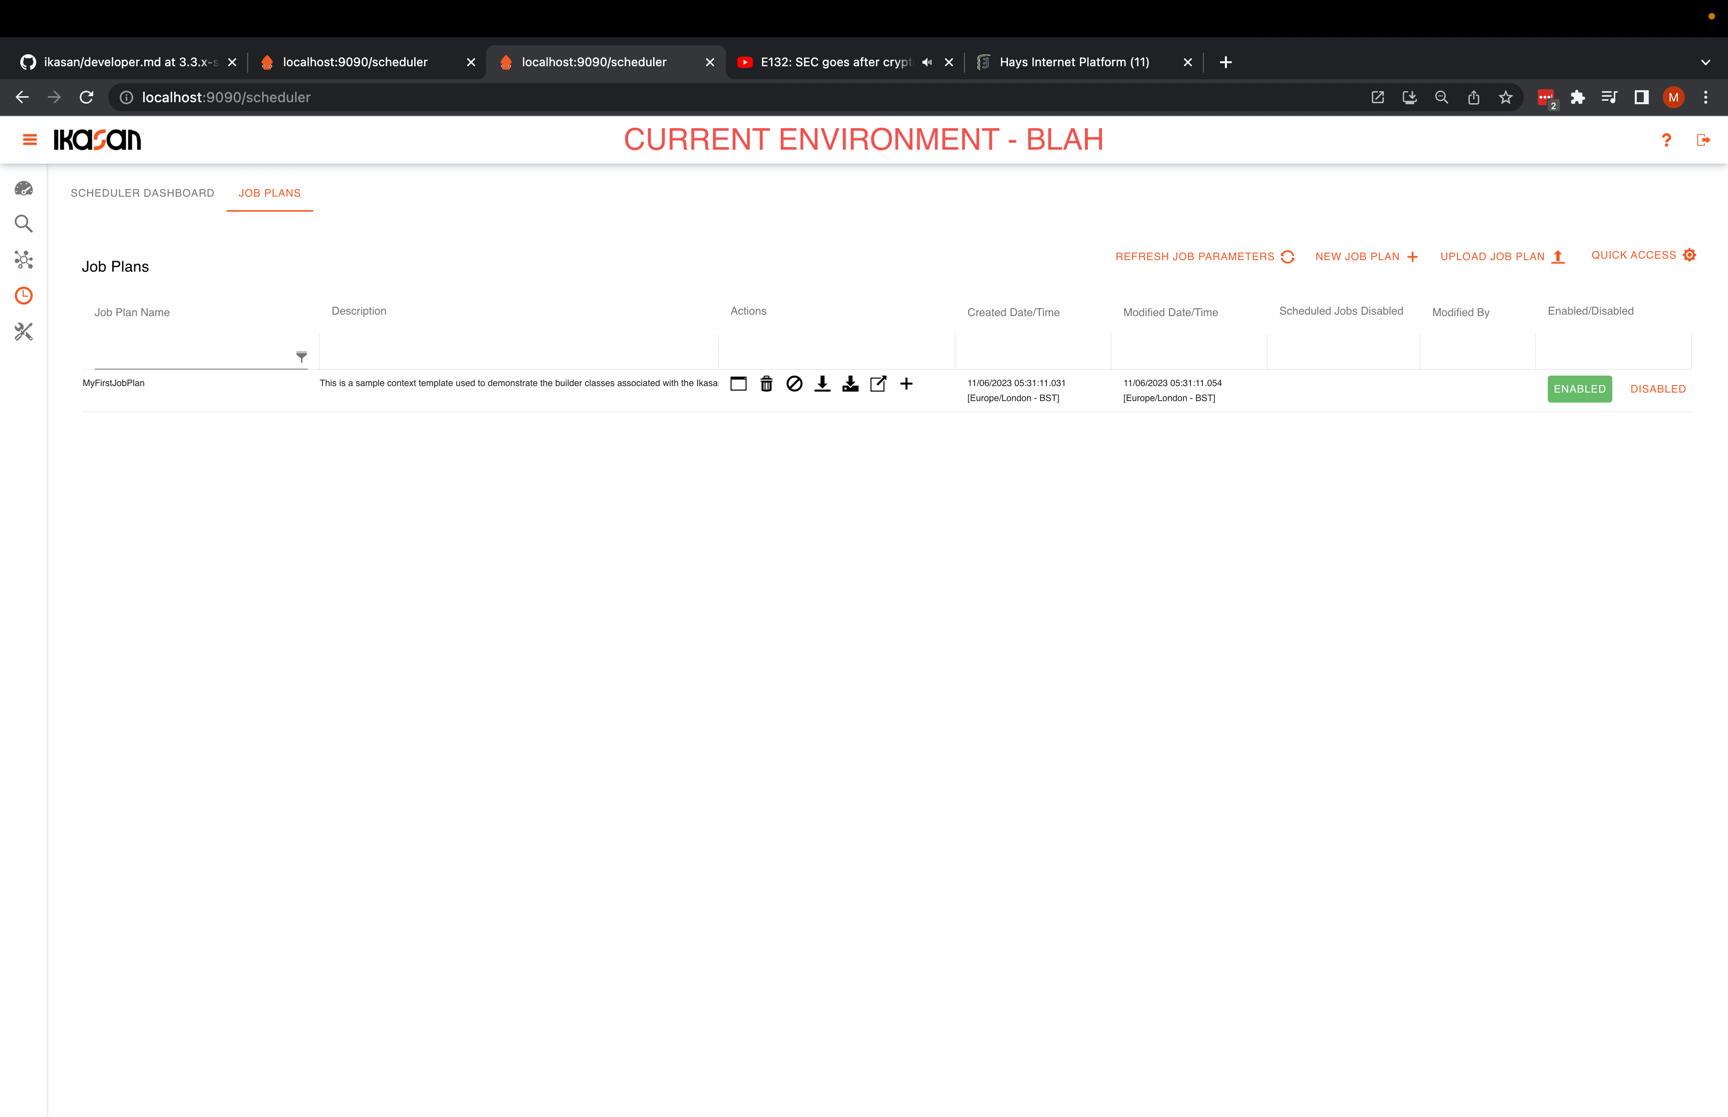 ikasan/developer.md at 3.3.x-s
localhost:9090/scheduler
localhost:9090/scheduler
E132: SEC goes after crypt
Hays Internet Platform (11)
localhost:9090/scheduler
2
M
IKASAN
CURRENT ENVIRONMENT - BLAH
?
SCHEDULER DASHBOARD
JOB PLANS
Job Plans
REFRESH JOB PARAMETERS
NEW JOB PLAN
UPLOAD JOB PLAN
QUICK ACCESS
Job Plan Name
Description
Actions
Created Date/Time
Modified Date/Time
Scheduled Jobs Disabled
Modified By
Enabled/Disabled
MyFirstJobPlan
This is a sample context template used to demonstrate the builder classes associated with the Ikasa
11/06/2023 05:31:11.031
[Europe/London - BST]
11/06/2023 05:31:11.054
[Europe/London - BST]
ENABLED
DISABLED